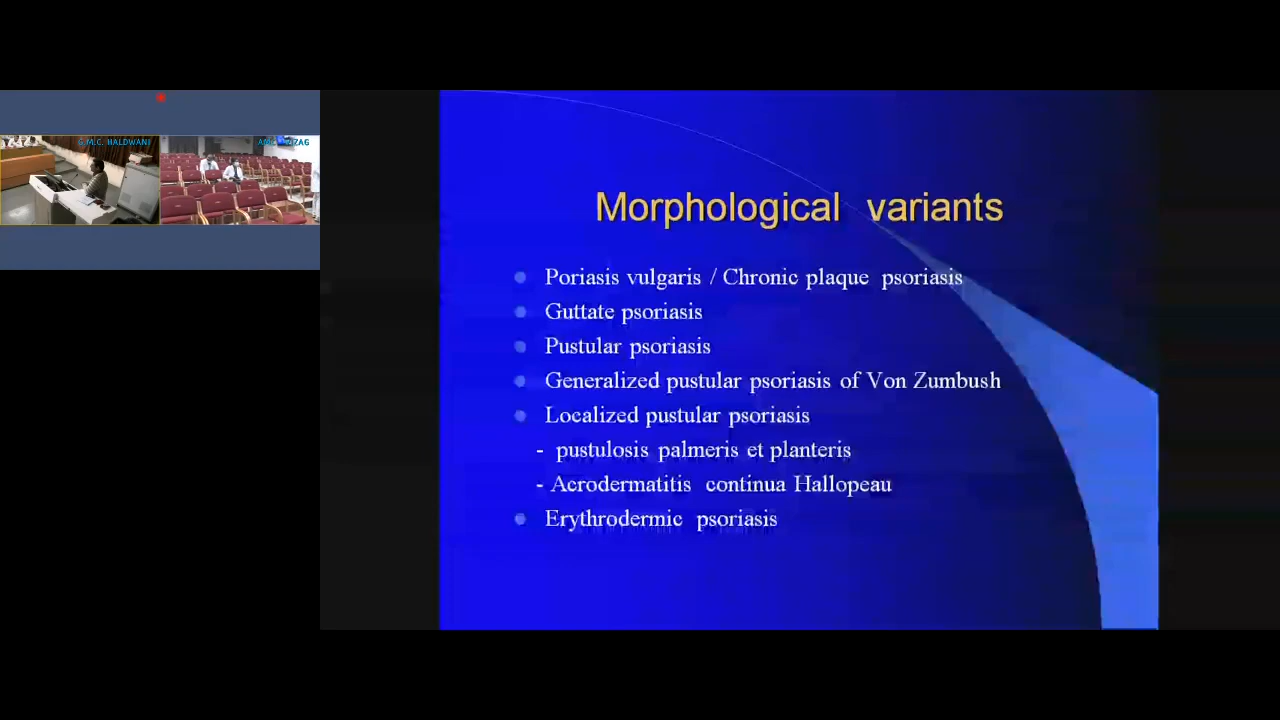 G.M.C. HALDWANI
Morphological variants
Poriasis vulgaris / Chronic plaque psoriasis
Guttate psoriasis
Pustular psoriasis
Generalized pustular psoriasis of Von Zumbush
Localized pustular psoriasis
- pustulosis palmeris et planteris
- Acrodermatitis continua Hallopeau
Erythrodermic psoriasis